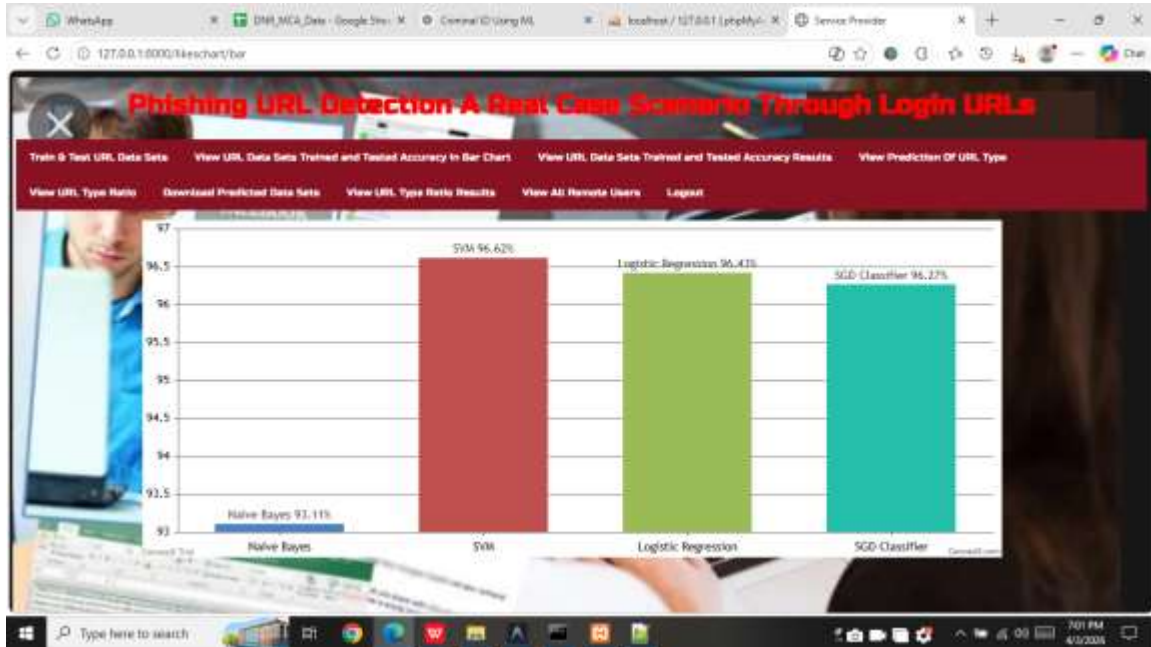 WhatsApp
DNR_MCA_Data - Google She
Criminal ID Using ML
localhost / 127.0.0.1 | phpMyA
Service Provider
127.0.0.1:8000/likeschart/bar
Chat
Phishing URL Detection A Real Case Scenario Through Login URLs
Train & Test URL Data Sets View URL Data Sets Trained and Tested Accuracy In Bar Chart View URL Data Sets Trained and Tested Accuracy Results View Prediction Of URL Type
View URL Type Ratio Download Predicted Data Sets View URL Type Ratio Results View All Remote Users Logout
97
96.5
96
95.5
95
94.5
94
93.5
93
Naive Bayes 93.11%
SVM 96.62%
Logistic Regression 96.43%
SGD Classifier 96.27%
Naive Bayes SVM Logistic Regression SGD Classifier
CanvasJS Trial
CanvasJS.com
Type here to search
7:01 PM
4/3/2026